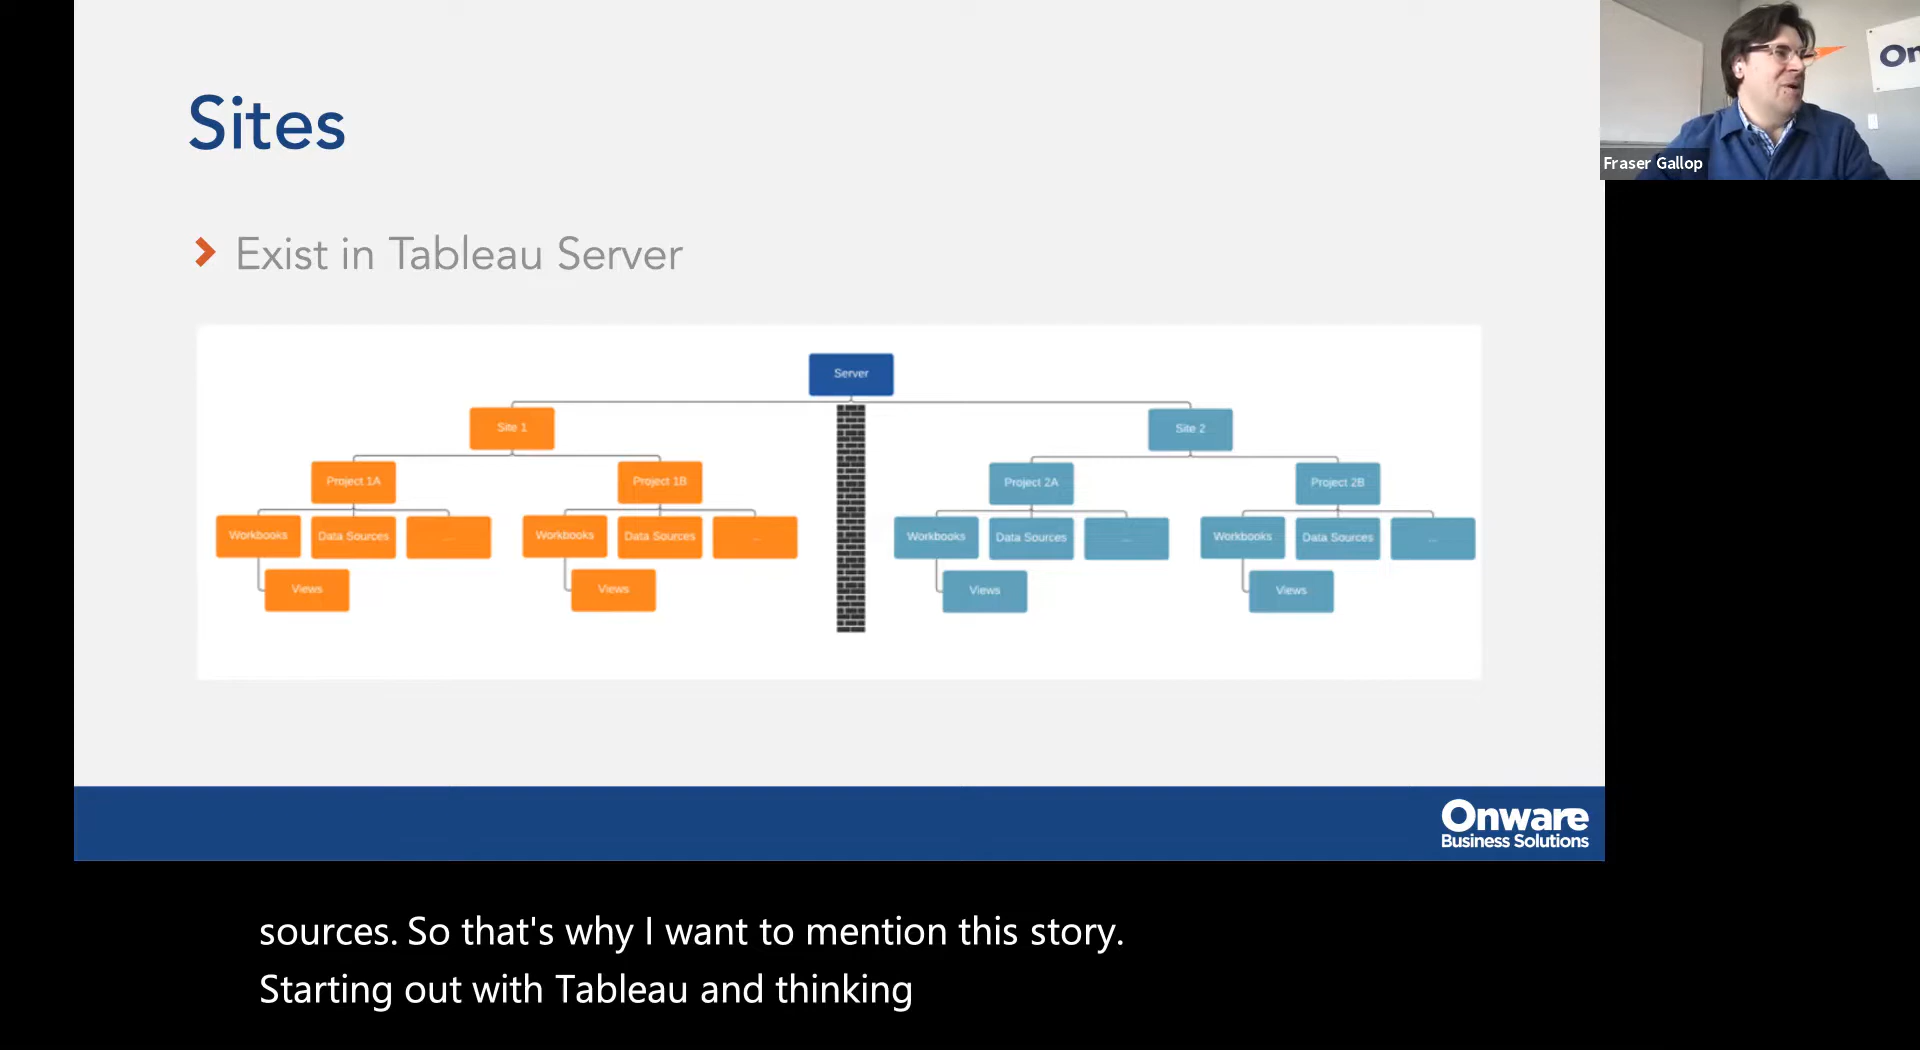 Sites
Exist in Tableau Server
Server
Site 1
Site 2
Project 1A
Project 1B
Project 2A
Project 2B
Workbooks
Data Sources
...
Workbooks
Data Sources
...
Workbooks
Data Sources
...
Workbooks
Data Sources
...
Views
Views
Views
Views
Onware
Business Solutions
On
Fraser Gallop
sources. So that's why I want to mention this story.
Starting out with Tableau and thinking